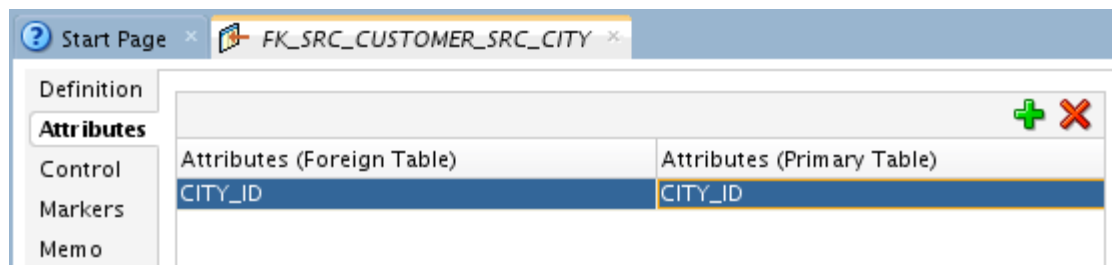 Start Page FK_SRC_CUSTOMER_SRC_CITY
Definition
Attributes
Control
Markers
Memo
Attributes (Foreign Table) Attributes (Primary Table)
CITY_ID CITY_ID